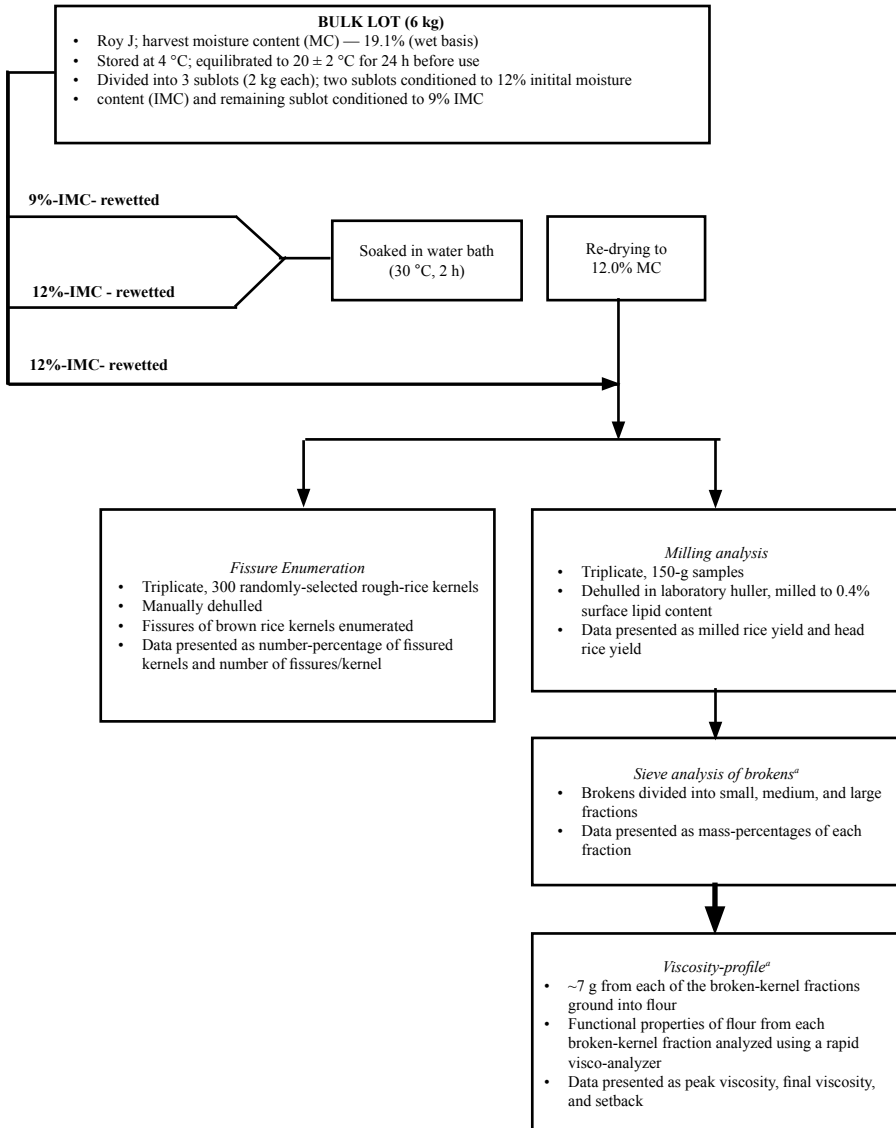 BULK LOT (6 kg)
• Roy J; harvest moisture content (MC) — 19.1% (wet basis)
• Stored at 4 °C; equilibrated to 20 ± 2 °C for 24 h before use
• Divided into 3 sublots (2 kg each); two sublots conditioned to 12% initital moisture
• content (IMC) and remaining sublot conditioned to 9% IMC
9%-IMC- rewetted
12%-IMC - rewetted
12%-IMC- rewetted
Soaked in water bath
(30 °C, 2 h)
Re-drying to
12.0% MC
Fissure Enumeration
• Triplicate, 300 randomly-selected rough-rice kernels
• Manually dehulled
• Fissures of brown rice kernels enumerated
• Data presented as number-percentage of fissured
kernels and number of fissures/kernel
Milling analysis
• Triplicate, 150-g samples
• Dehulled in laboratory huller, milled to 0.4%
surface lipid content
• Data presented as milled rice yield and head
rice yield
Sieve analysis of brokensᵃ
• Brokens divided into small, medium, and large
fractions
• Data presented as mass-percentages of each
fraction
Viscosity-profileᵃ
• ~7 g from each of the broken-kernel fractions
ground into flour
• Functional properties of flour from each
broken-kernel fraction analyzed using a rapid
visco-analyzer
• Data presented as peak viscosity, final viscosity,
and setback